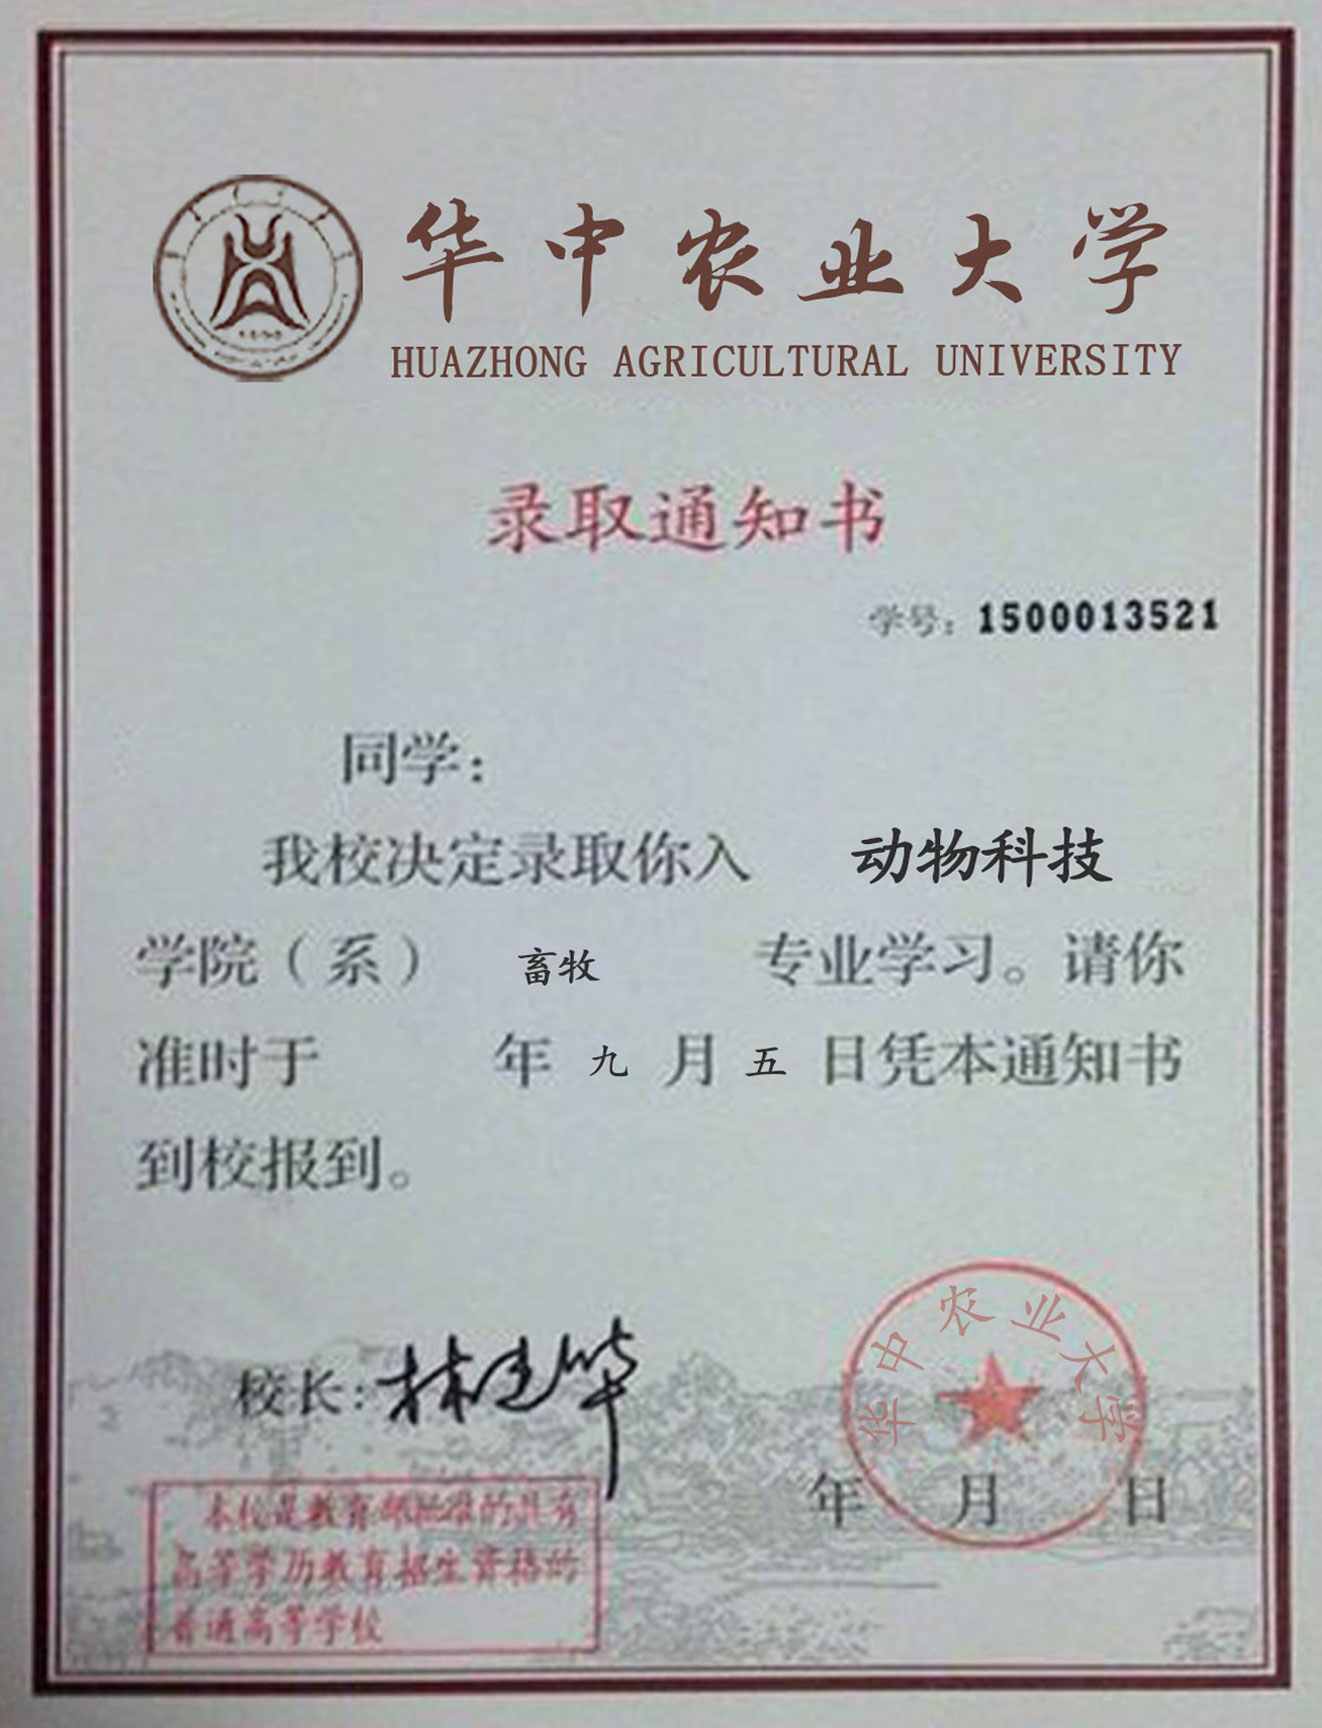 华中农业大学
HUAZHONG AGRICULTURAL UNIVERSITY
录取通知书
学号：1500013521
同学：
我校决定录取你入 动物科技
学院（系） 畜牧 专业学习。请你
准时于 年 九 月 五 日凭本通知书
到校报到。
校长：林建华
华中农业大学
年 月 日
本校是教育部批准的具有
高等学历教育招生资格的
普通高等学校